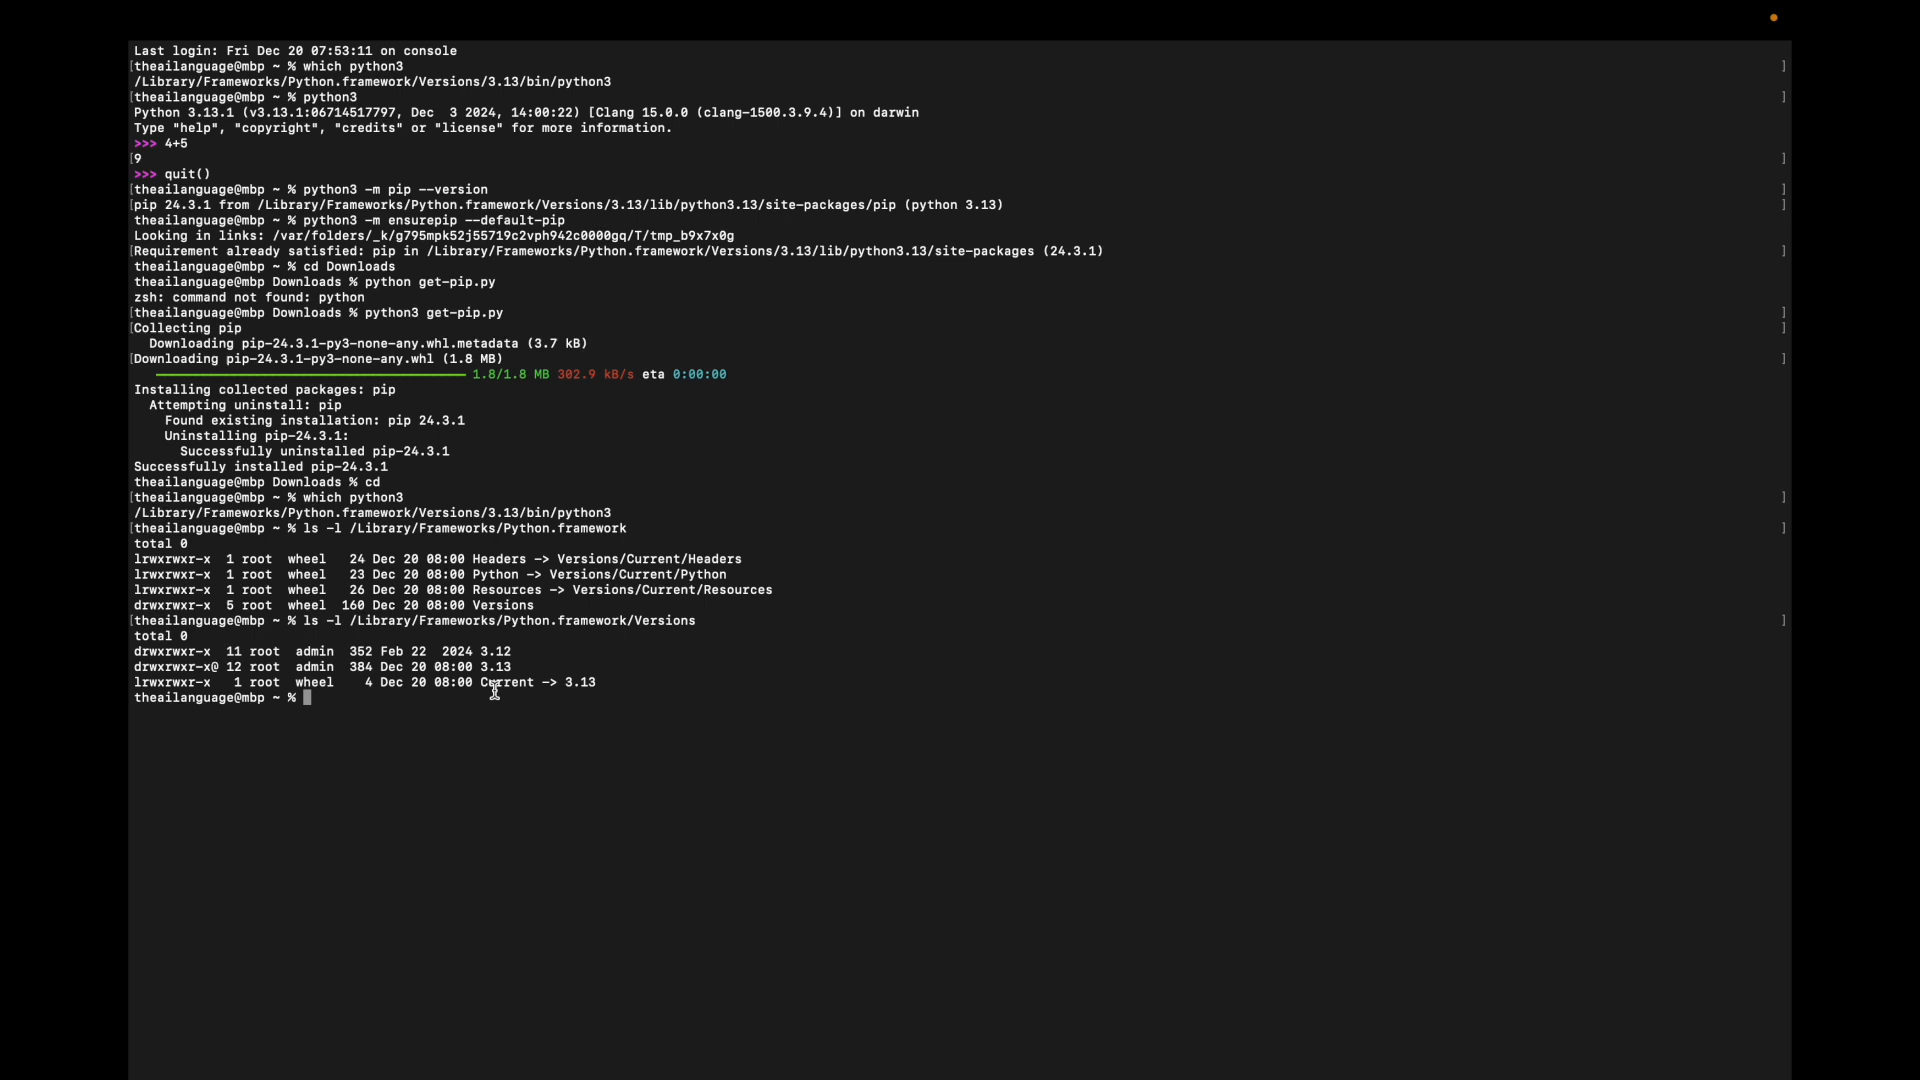 Last login: Fri Dec 20 07:53:11 on console
[theailanguage@mbp ~ % which python3 ]
/Library/Frameworks/Python.framework/Versions/3.13/bin/python3
[theailanguage@mbp ~ % python3 ]
Python 3.13.1 (v3.13.1:06714517797, Dec  3 2024, 14:00:22) [Clang 15.0.0 (clang-1500.3.9.4)] on darwin
Type "help", "copyright", "credits" or "license" for more information.
>>> 4+5
[9 ]
>>> quit()
[theailanguage@mbp ~ % python3 -m pip --version ]
[pip 24.3.1 from /Library/Frameworks/Python.framework/Versions/3.13/lib/python3.13/site-packages/pip (python 3.13) ]
theailanguage@mbp ~ % python3 -m ensurepip --default-pip
Looking in links: /var/folders/_k/g795mpk52j55719c2vph942c0000gq/T/tmp_b9x7x0g
[Requirement already satisfied: pip in /Library/Frameworks/Python.framework/Versions/3.13/lib/python3.13/site-packages (24.3.1) ]
theailanguage@mbp ~ % cd Downloads
theailanguage@mbp Downloads % python get-pip.py
zsh: command not found: python
[theailanguage@mbp Downloads % python3 get-pip.py ]
[Collecting pip ]
  Downloading pip-24.3.1-py3-none-any.whl.metadata (3.7 kB)
[Downloading pip-24.3.1-py3-none-any.whl (1.8 MB) ]
1.8/1.8 MB 302.9 kB/s eta 0:00:00
Installing collected packages: pip
  Attempting uninstall: pip
    Found existing installation: pip 24.3.1
    Uninstalling pip-24.3.1:
      Successfully uninstalled pip-24.3.1
Successfully installed pip-24.3.1
theailanguage@mbp Downloads % cd
[theailanguage@mbp ~ % which python3 ]
/Library/Frameworks/Python.framework/Versions/3.13/bin/python3
[theailanguage@mbp ~ % ls -l /Library/Frameworks/Python.framework ]
total 0
lrwxrwxr-x  1 root  wheel   24 Dec 20 08:00 Headers -> Versions/Current/Headers
lrwxrwxr-x  1 root  wheel   23 Dec 20 08:00 Python -> Versions/Current/Python
lrwxrwxr-x  1 root  wheel   26 Dec 20 08:00 Resources -> Versions/Current/Resources
drwxrwxr-x  5 root  wheel  160 Dec 20 08:00 Versions
[theailanguage@mbp ~ % ls -l /Library/Frameworks/Python.framework/Versions ]
total 0
drwxrwxr-x  11 root  admin  352 Feb 22  2024 3.12
drwxrwxr-x@ 12 root  admin  384 Dec 20 08:00 3.13
lrwxrwxr-x   1 root  wheel    4 Dec 20 08:00 Current -> 3.13
theailanguage@mbp ~ %